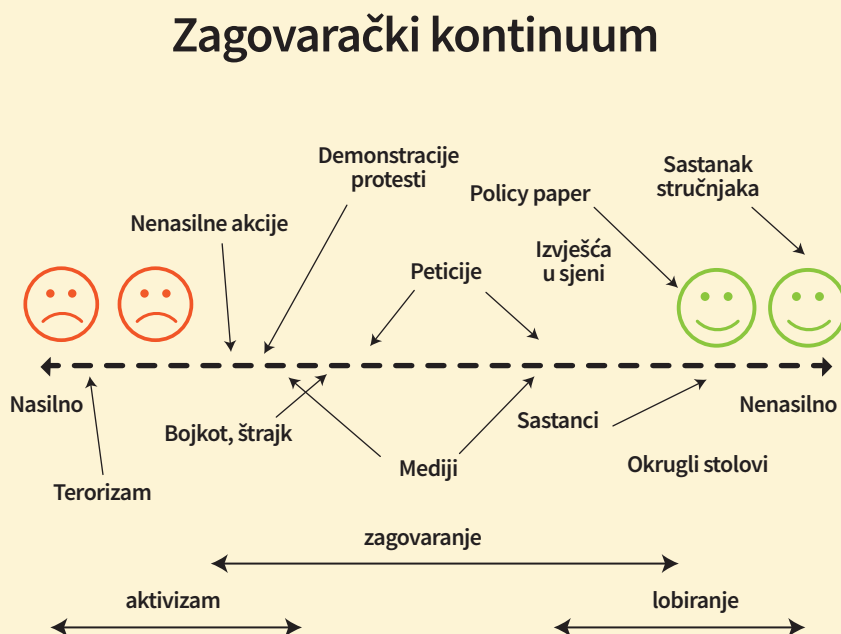 Zagovarački kontinuum
Demonstracije
protesti
Sastanak
stručnjaka
Policy paper
Nenasilne akcije
Izvješća
u sjeni
Peticije
Nasilno
Nenasilno
Sastanci
Bojkot, štrajk
Mediji
Okrugli stolovi
Terorizam
zagovaranje
aktivizam
lobiranje